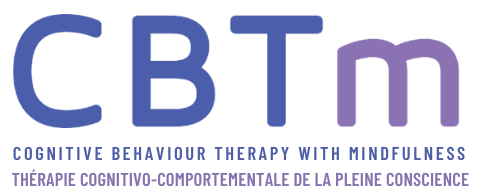 CBTm
COGNITIVE BEHAVIOUR THERAPY WITH MINDFULNESS
THÉRAPIE COGNITIVO-COMPORTEMENTALE DE LA PLEINE CONSCIENCE